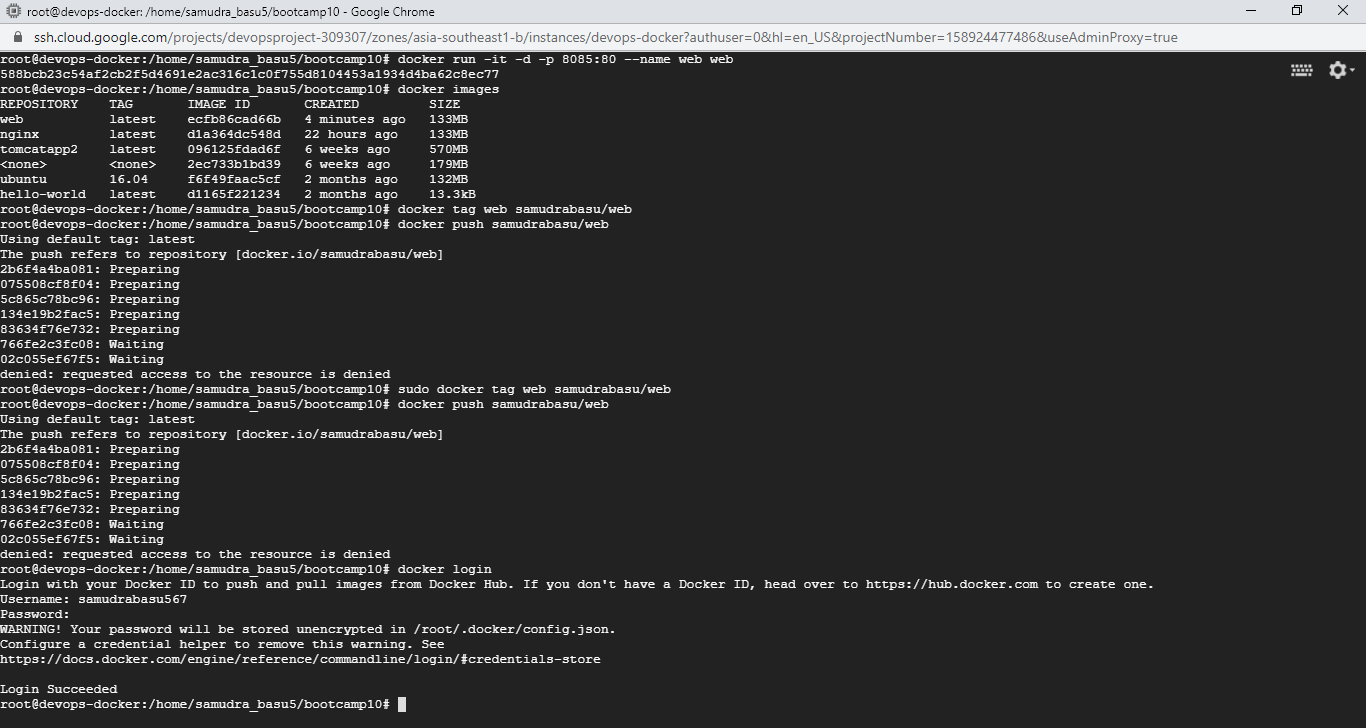 root@devops-docker: /home/samudra_basu5/bootcamp10 - Google Chrome
ssh.cloud.google.com/projects/devopsproject-309307/zones/asia-southeast1-b/instances/devops-docker?authuser=0&hl=en_US&projectNumber=158924477486&useAdminProxy=true
root@devops-docker:/home/samudra_basu5/bootcamp10# docker run -it -d -p 8085:80 --name web web
588bcb23c54af2cb2f5d4691e2ac316c1c0f755d8104453a1934d4ba62c8ec77
root@devops-docker:/home/samudra_basu5/bootcamp10# docker images
REPOSITORY    TAG       IMAGE ID       CREATED         SIZE
web           latest    ecfb86cad66b   4 minutes ago   133MB
nginx         latest    d1a364dc548d   22 hours ago    133MB
tomcatapp2    latest    096125fdad6f   6 weeks ago     570MB
<none>        <none>    2ec733b1bd39   6 weeks ago     179MB
ubuntu        16.04     f6f49faac5cf   2 months ago    132MB
hello-world   latest    d1165f221234   2 months ago    13.3kB
root@devops-docker:/home/samudra_basu5/bootcamp10# docker tag web samudrabasu/web
root@devops-docker:/home/samudra_basu5/bootcamp10# docker push samudrabasu/web
Using default tag: latest
The push refers to repository [docker.io/samudrabasu/web]
2b6f4a4ba081: Preparing
075508cf8f04: Preparing
5c865c78bc96: Preparing
134e19b2fac5: Preparing
83634f76e732: Preparing
766fe2c3fc08: Waiting
02c055ef67f5: Waiting
denied: requested access to the resource is denied
root@devops-docker:/home/samudra_basu5/bootcamp10# sudo docker tag web samudrabasu/web
root@devops-docker:/home/samudra_basu5/bootcamp10# docker push samudrabasu/web
Using default tag: latest
The push refers to repository [docker.io/samudrabasu/web]
2b6f4a4ba081: Preparing
075508cf8f04: Preparing
5c865c78bc96: Preparing
134e19b2fac5: Preparing
83634f76e732: Preparing
766fe2c3fc08: Waiting
02c055ef67f5: Waiting
denied: requested access to the resource is denied
root@devops-docker:/home/samudra_basu5/bootcamp10# docker login
Login with your Docker ID to push and pull images from Docker Hub. If you don't have a Docker ID, head over to https://hub.docker.com to create one.
Username: samudrabasu567
Password:
WARNING! Your password will be stored unencrypted in /root/.docker/config.json.
Configure a credential helper to remove this warning. See
https://docs.docker.com/engine/reference/commandline/login/#credentials-store
Login Succeeded
root@devops-docker:/home/samudra_basu5/bootcamp10#